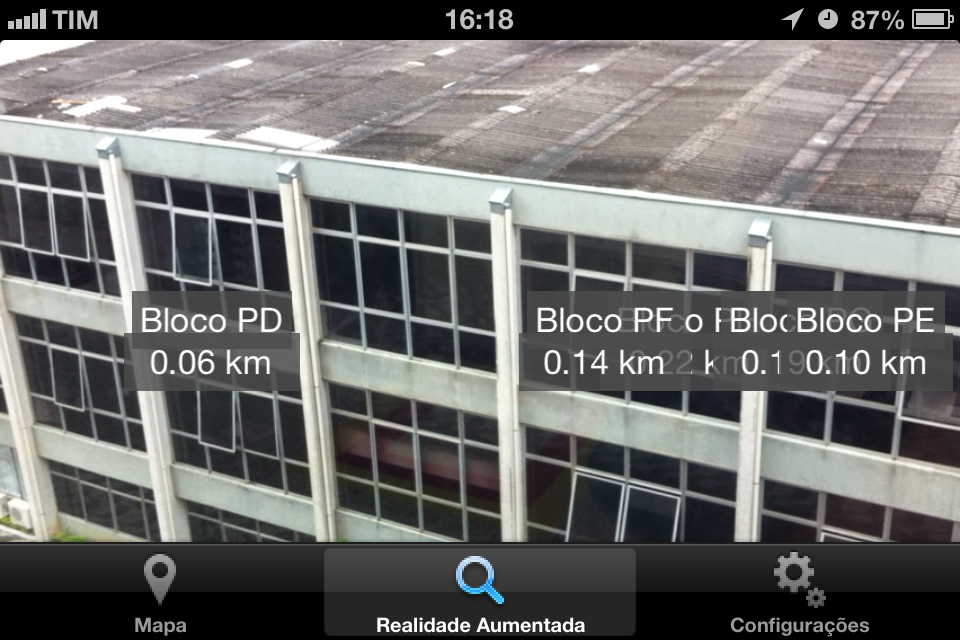 TIM 16:18 87%
Bloco PD Bloco PF Bloco PE
0.06 km 0.14 km 0.10 km
Mapa Realidade Aumentada Configurações